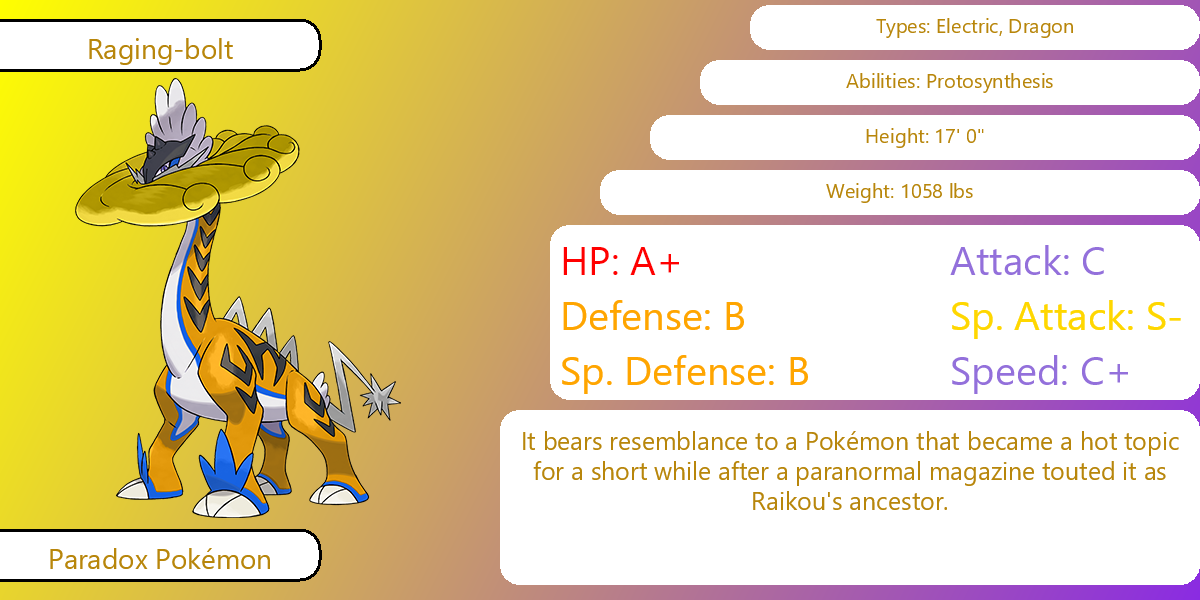 Raging-bolt
Types: Electric, Dragon
Abilities: Protosynthesis
Height: 17' 0"
Weight: 1058 lbs
HP: A+
Attack: C
Defense: B
Sp. Attack: S-
Sp. Defense: B
Speed: C+
It bears resemblance to a Pokémon that became a hot topic
for a short while after a paranormal magazine touted it as
Raikou's ancestor.
Paradox Pokémon